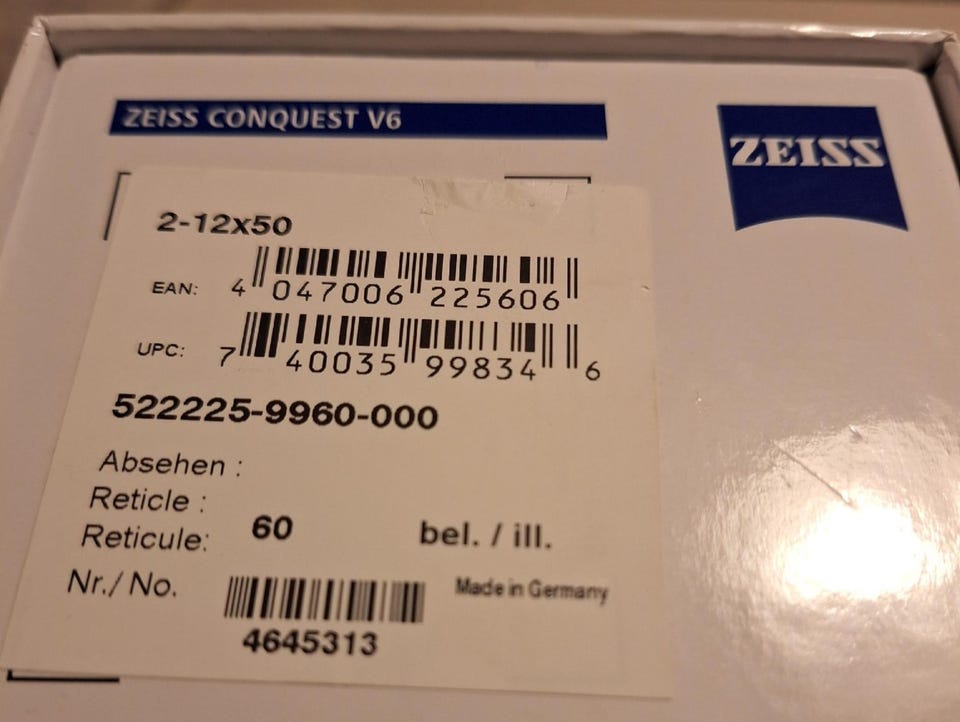 ZEISS CONQUEST V6
ZEISS
2-12x50
EAN: 4 047006 225606
UPC: 7 40035 99834 6
522225-9960-000
Absehen :
Reticle :
Reticule: 60 bel. / ill.
Nr./ No. Made in Germany
4645313